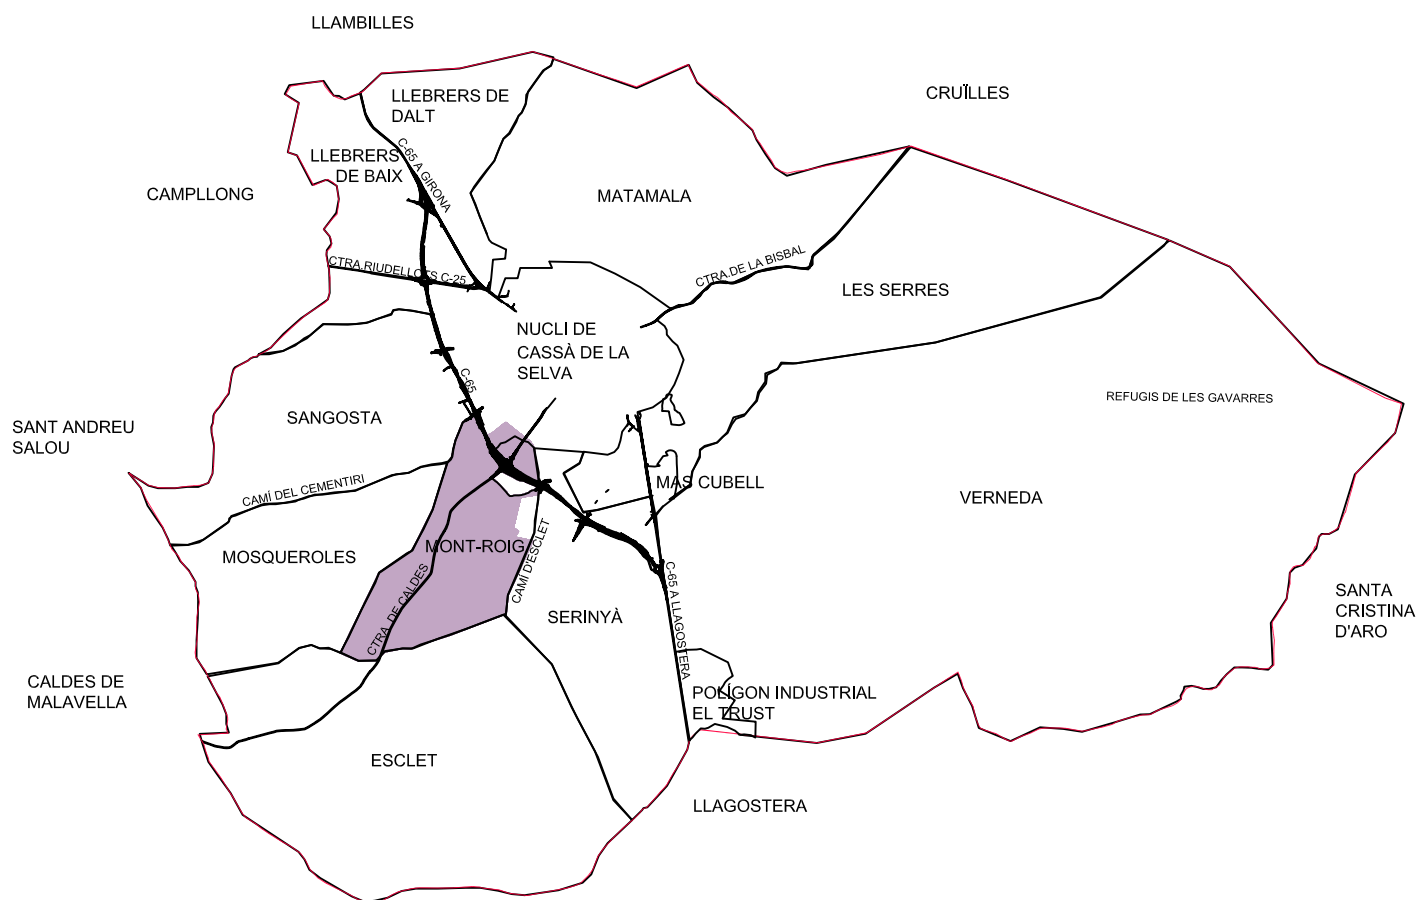 LLAMBILLES
CRUÏLLES
LLEBRERS DE
DALT
C-65 A GIRONA
LLEBRERS
DE BAIX
CAMPLLONG
MATAMALA
CTRA.RIUDELLOTS C-25
CTRA.DE LA BISBAL
LES SERRES
NUCLI DE
CASSÀ DE LA
SELVA
C-65
REFUGIS DE LES GAVARRES
SANGOSTA
SANT ANDREU
SALOU
CAMÍ DEL CEMENTIRI
MAS CUBELL
VERNEDA
MOSQUEROLES
MONT-ROIG
CAMÍ D'ESCLET
CTRA. DE CALDES
C-65 A LLAGOSTERA
SERINYÀ
SANTA
CRISTINA
D'ARO
CALDES DE
MALAVELLA
POLÍGON INDUSTRIAL
EL TRUST
ESCLET
LLAGOSTERA